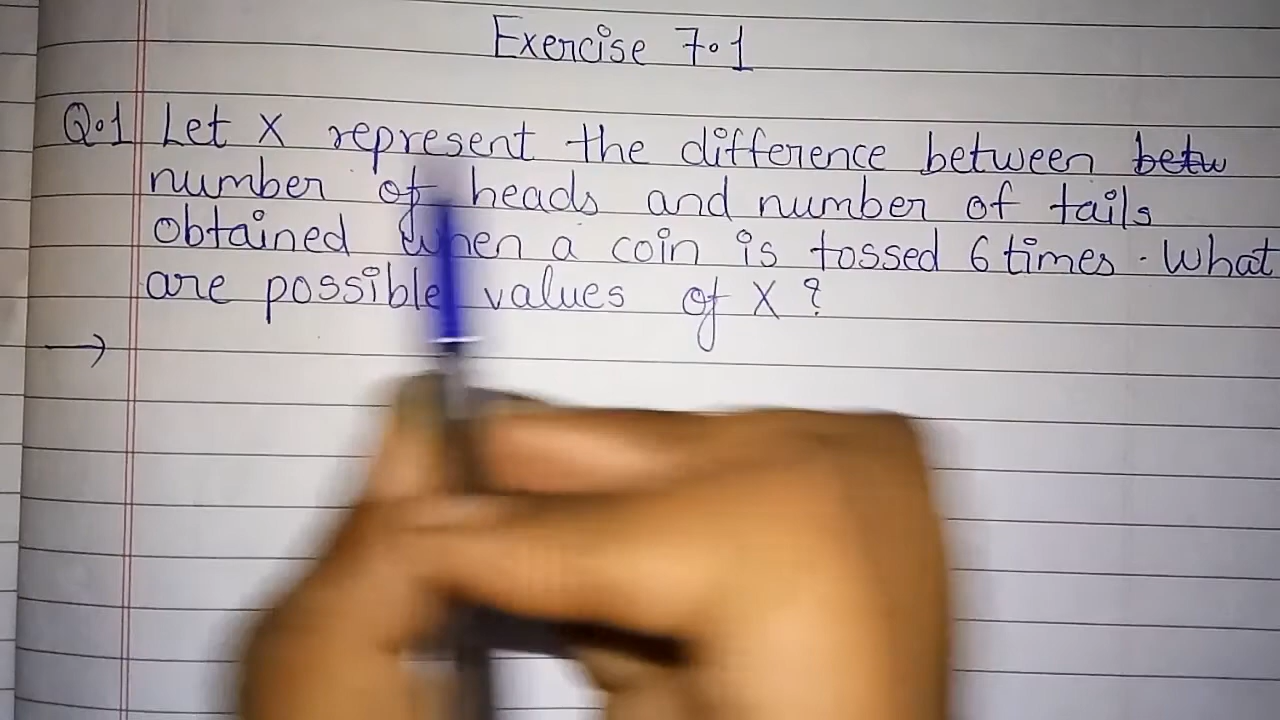 Exercise 7.1
Q.1 Let X represent the difference between betw
number of heads and number of tails
obtained when a coin is tossed 6 times. What
are possible values of X ?
→